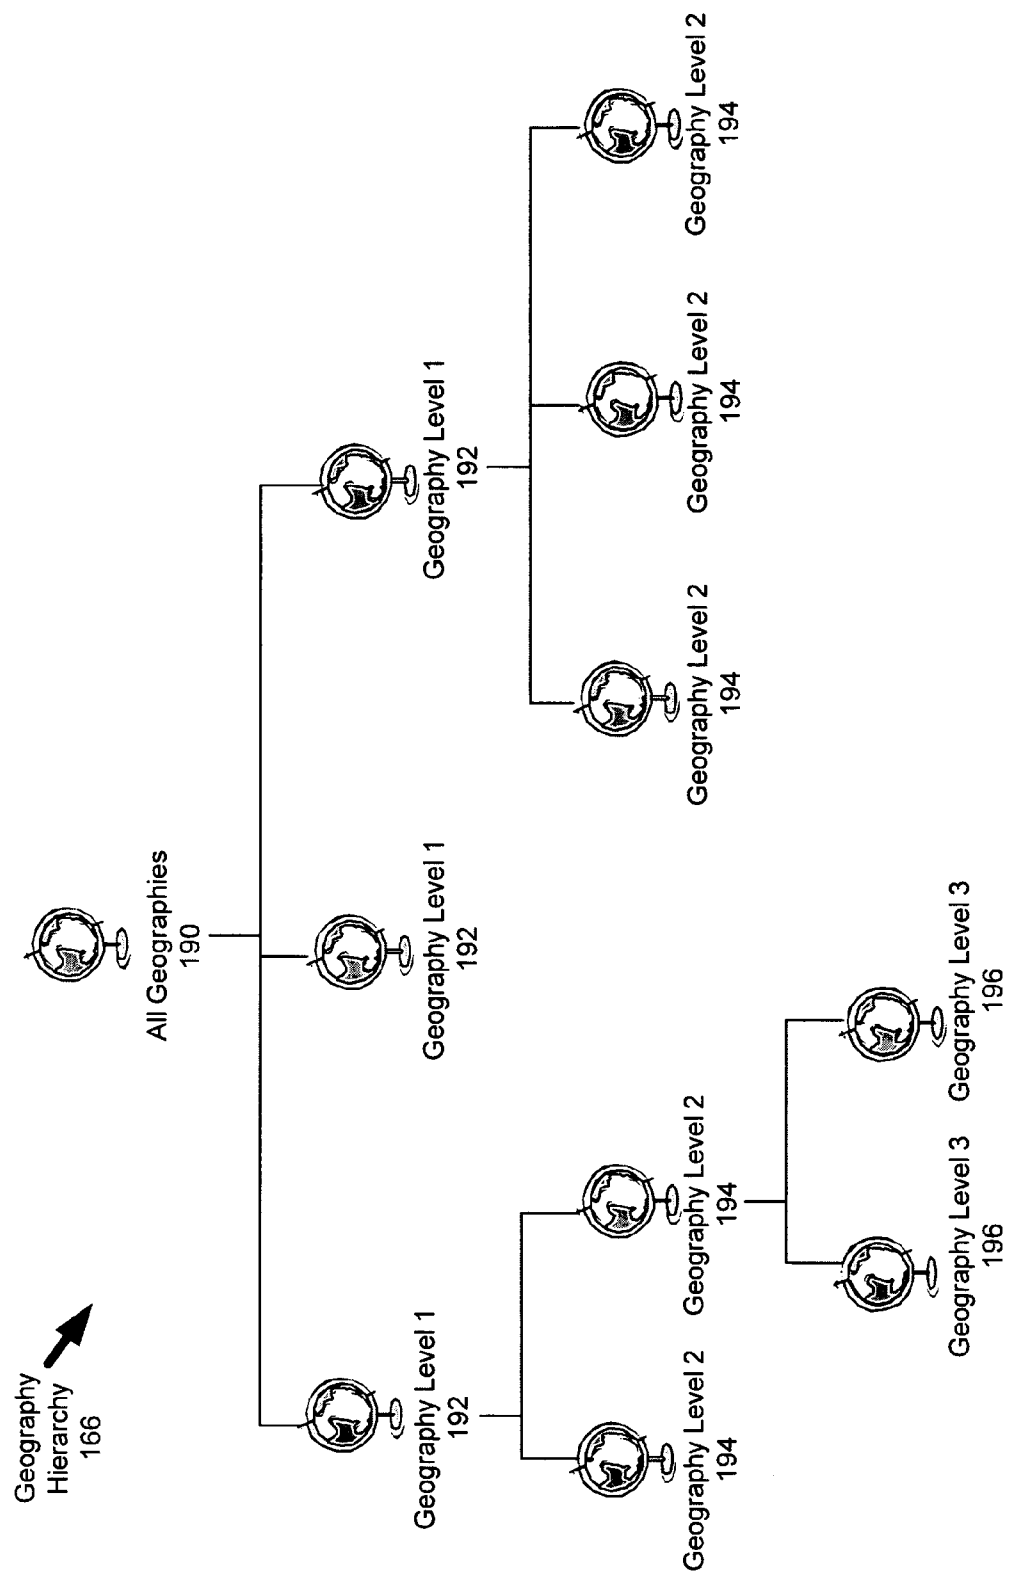 Geography
Hierarchy
166
All Geographies
190
Geography Level 1
192
Geography Level 1
192
Geography Level 1
192
Geography Level 2
194
Geography Level 2
194
Geography Level 2
194
Geography Level 2
194
Geography Level 2
194
Geography Level 3
196
Geography Level 3
196